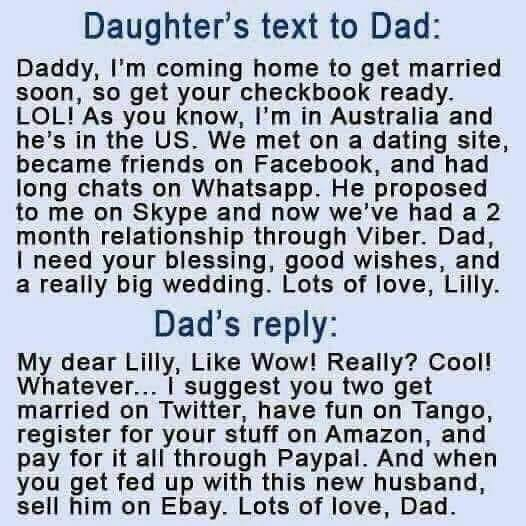 Daughter's text to Dad:
Daddy, I'm coming home to get married
soon, so get your checkbook ready.
LOL! As you know, I'm in Australia and
he's in the US. We met on a dating site,
became friends on Facebook, and had
long chats on Whatsapp. He proposed
to me on Skype and now we've had a 2
month relationship through Viber. Dad,
I need your blessing, good wishes, and
a really big wedding. Lots of love, Lilly.
Dad's reply:
My dear Lilly, Like Wow! Really? Cool!
Whatever... I suggest you two get
married on Twitter, have fun on Tango,
register for your stuff on Amazon, and
pay for it all through Paypal. And when
you get fed up with this new husband,
sell him on Ebay. Lots of love, Dad.